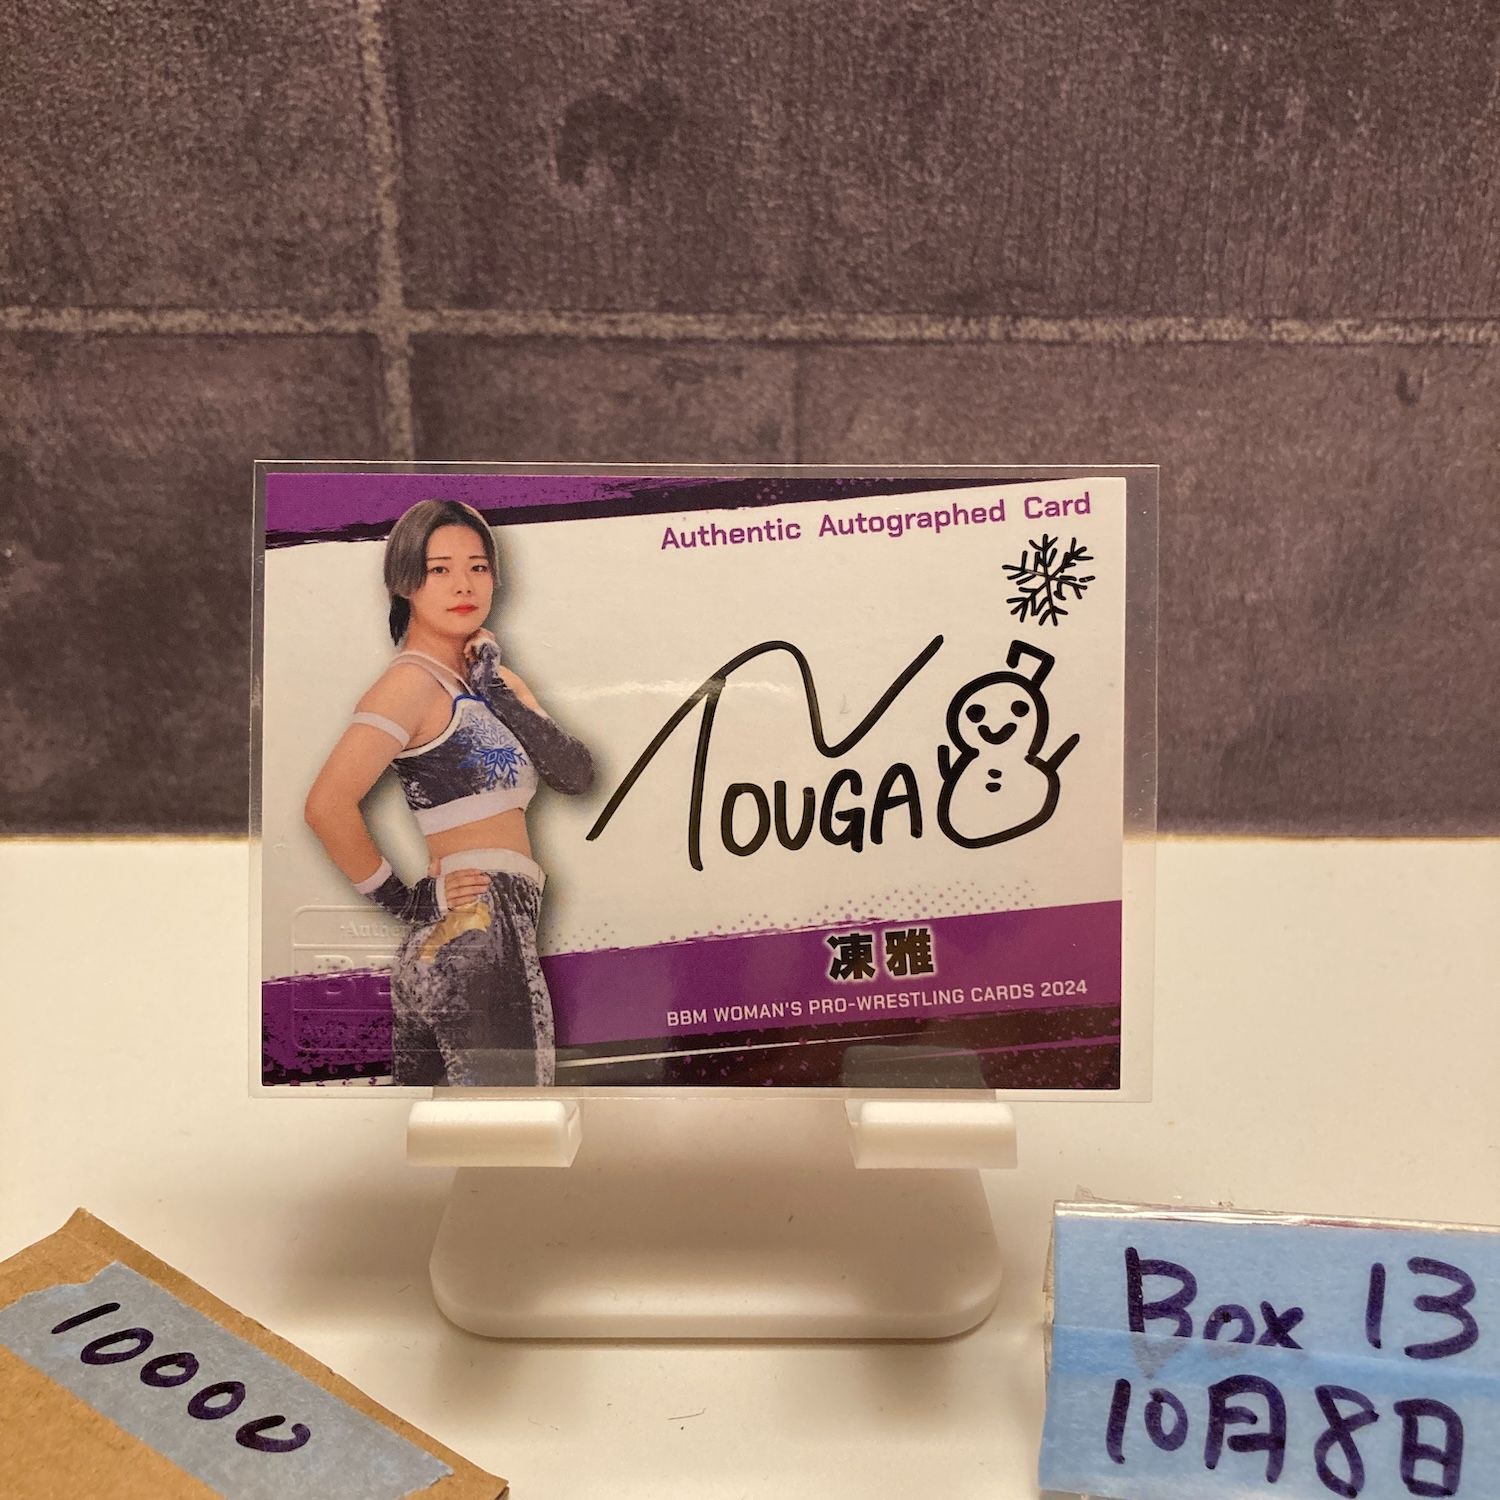 Authentic Autographed Card
TOUGA
凍雅
BBM WOMAN'S PRO-WRESTLING CARDS 2024
10000
Box 13
10月8日